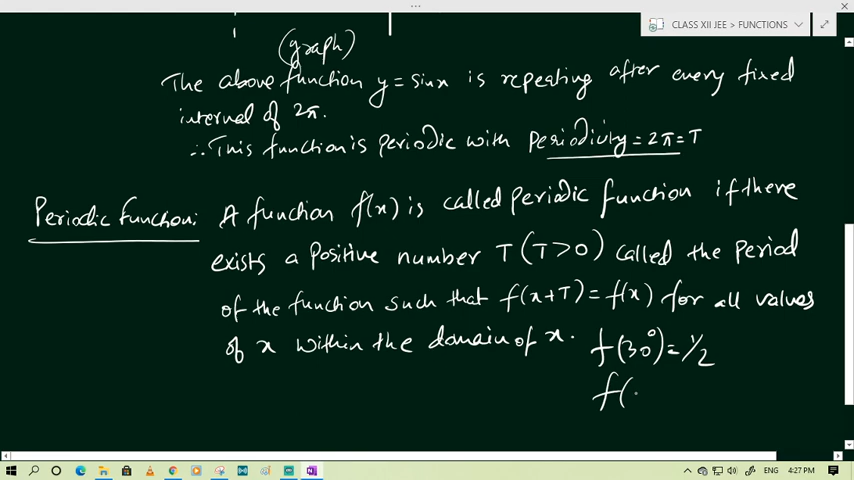 CLASS XII JEE > FUNCTIONS
(graph)
The above function y = sinx is repeating after every fixed
interval of 2π.
∴ This function is periodic with Periodicity = 2π = T
Periodic Function: A function f(x) is called periodic function if there
exists a positive number T (T>0) called the period
of the function such that f(x+T) = f(x) for all values
of x within the domain of x. f(30°) = 1/2
f(
ENG 4:27 PM